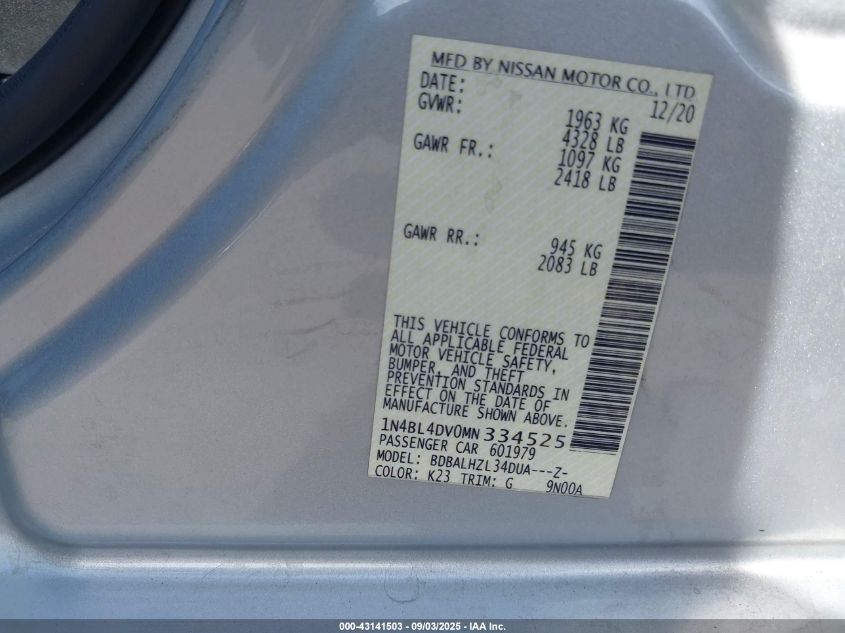 MFD BY NISSAN MOTOR CO., LTD
DATE: 12/20
GVWR: 1963 KG
4328 LB
GAWR FR.: 1097 KG
2418 LB
GAWR RR.: 945 KG
2083 LB
THIS VEHICLE CONFORMS TO
ALL APPLICABLE FEDERAL
MOTOR VEHICLE SAFETY,
BUMPER, AND THEFT
PREVENTION STANDARDS IN
EFFECT ON THE DATE OF
MANUFACTURE SHOWN ABOVE.
1N4BL4DV0MN334525
PASSENGER CAR 601979
MODEL: BDBALHZL34DUA---Z-
COLOR: K23 TRIM: G 9N00A
000-43141503 - 09/03/2025 - IAA Inc.